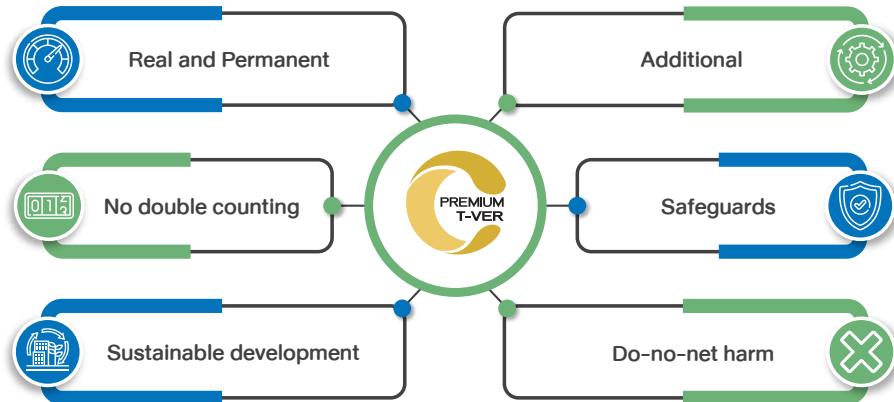 Real and Permanent
Additional
No double counting
PREMIUM
T-VER
Safeguards
Sustainable development
Do-no-net harm